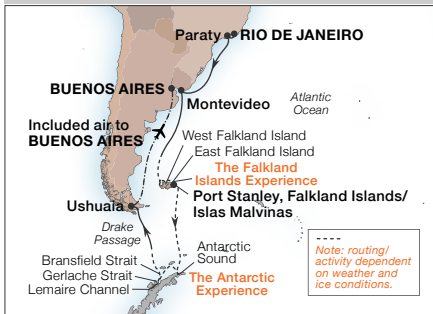 Paraty
RIO DE JANEIRO
BUENOS AIRES
Montevideo
Atlantic
Ocean
Included air to
BUENOS AIRES
West Falkland Island
East Falkland Island
The Falkland
Islands Experience
Port Stanley, Falkland Islands/
Islas Malvinas
Ushuaia
Drake
Passage
Antarctic
Sound
Bransfield Strait
Gerlache Strait
Lemaire Channel
The Antarctic
Experience
Note: routing/
activity dependent
on weather and
ice conditions.